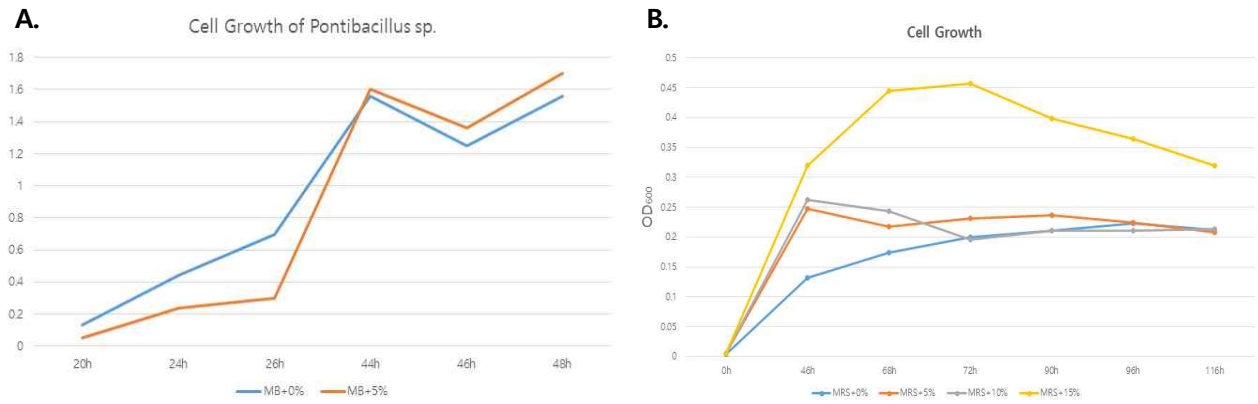 A.
Cell Growth of Pontibacillus sp.
1.8
1.6
1.4
1.2
1
0.8
0.6
0.4
0.2
0
20h 24h 26h 44h 46h 48h
MB+0% MB+5%
B.
Cell Growth
OD600
0.5
0.45
0.4
0.35
0.3
0.25
0.2
0.15
0.1
0.05
0
0h 46h 68h 72h 90h 96h 116h
MRS+0% MRS+5% MRS+10% MRS+15%